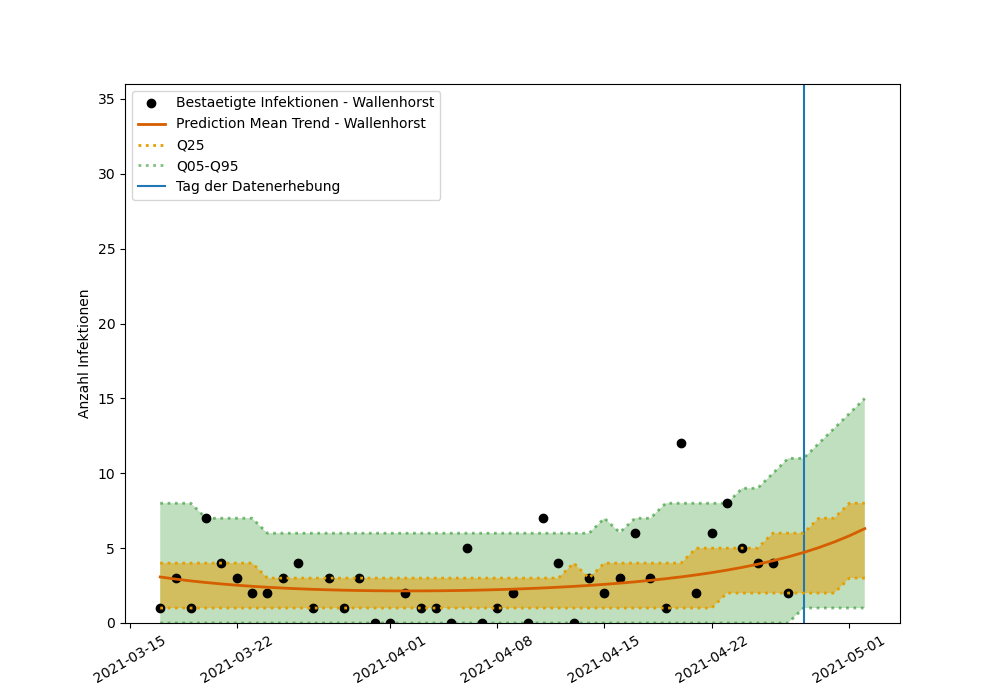 35
30
25
20
15
10
5
0
Anzahl Infektionen
Bestaetigte Infektionen - Wallenhorst
Prediction Mean Trend - Wallenhorst
Q25
Q05-Q95
Tag der Datenerhebung
2021-03-15
2021-03-22
2021-04-01
2021-04-08
2021-04-15
2021-04-22
2021-05-01